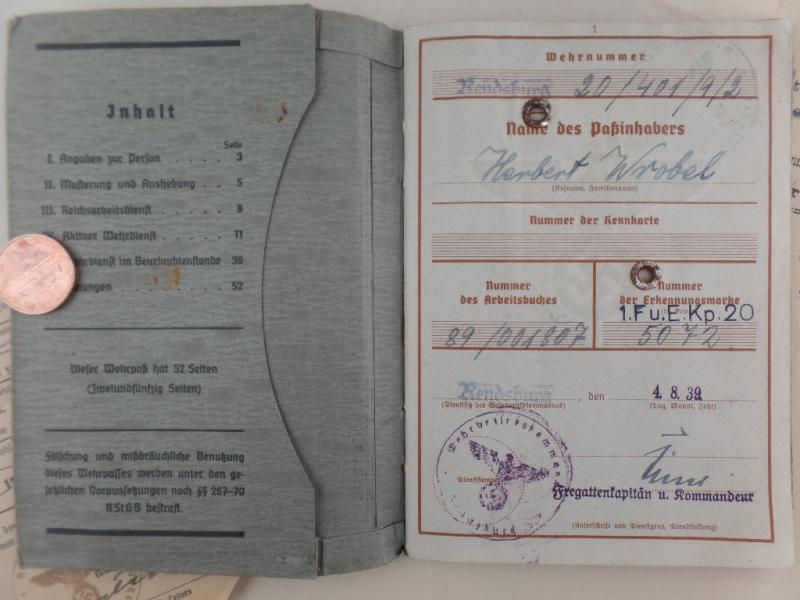 Inhalt
Seite
I. Angaben zur Person . . . . . 3
II. Musterung und Aushebung . . 5
III. Reichsarbeitsdienst . . . . 8
Aktiver Wehrdienst . . . . 11
im Beurlaubtenstande 36
52
Dieser Wehrpaß hat 52 Seiten
(Zweiundfünfzig Seiten)
Fälschung und mißbräuchliche Benutzung
dieses Wehrpasses werden unter den ge-
setzlichen Voraussetzungen nach §§ 267–70
RStGB bestraft.
1
Wehrnummer
Rendsburg 20/401/9/2
Name des Paßinhabers
Herbert Wrobel
(Rufname, Familienname)
Nummer der Kennkarte
Nummer
des Arbeitsbuches
89/001807
Nummer
der Erkennungsmarke
1.Fu.E.Kp.20
5072
Rendsburg, den 4.8.39
(Dienstsitz des Wehrbezirkskommandos) (Tag, Monat, Jahr)
Wehrbezirkskommando
Dienststempel
Fregattenkapitän u. Kommandeur
(Unterschrift und Dienstgrad, Dienststellung)